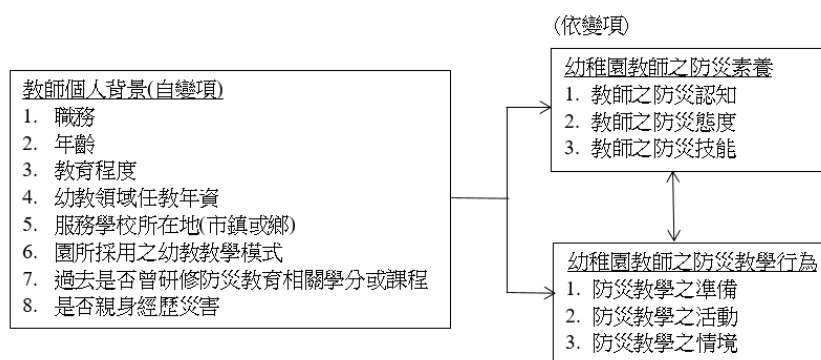 教師個人背景(自變項)
1. 職務
2. 年齡
3. 教育程度
4. 幼教領域任教年資
5. 服務學校所在地(市鎮或鄉)
6. 園所採用之幼教教學模式
7. 過去是否曾研修防災教育相關學分或課程
8. 是否親身經歷災害
(依變項)
幼稚園教師之防災素養
1. 教師之防災認知
2. 教師之防災態度
3. 教師之防災技能
幼稚園教師之防災教學行為
1. 防災教學之準備
2. 防災教學之活動
3. 防災教學之情境